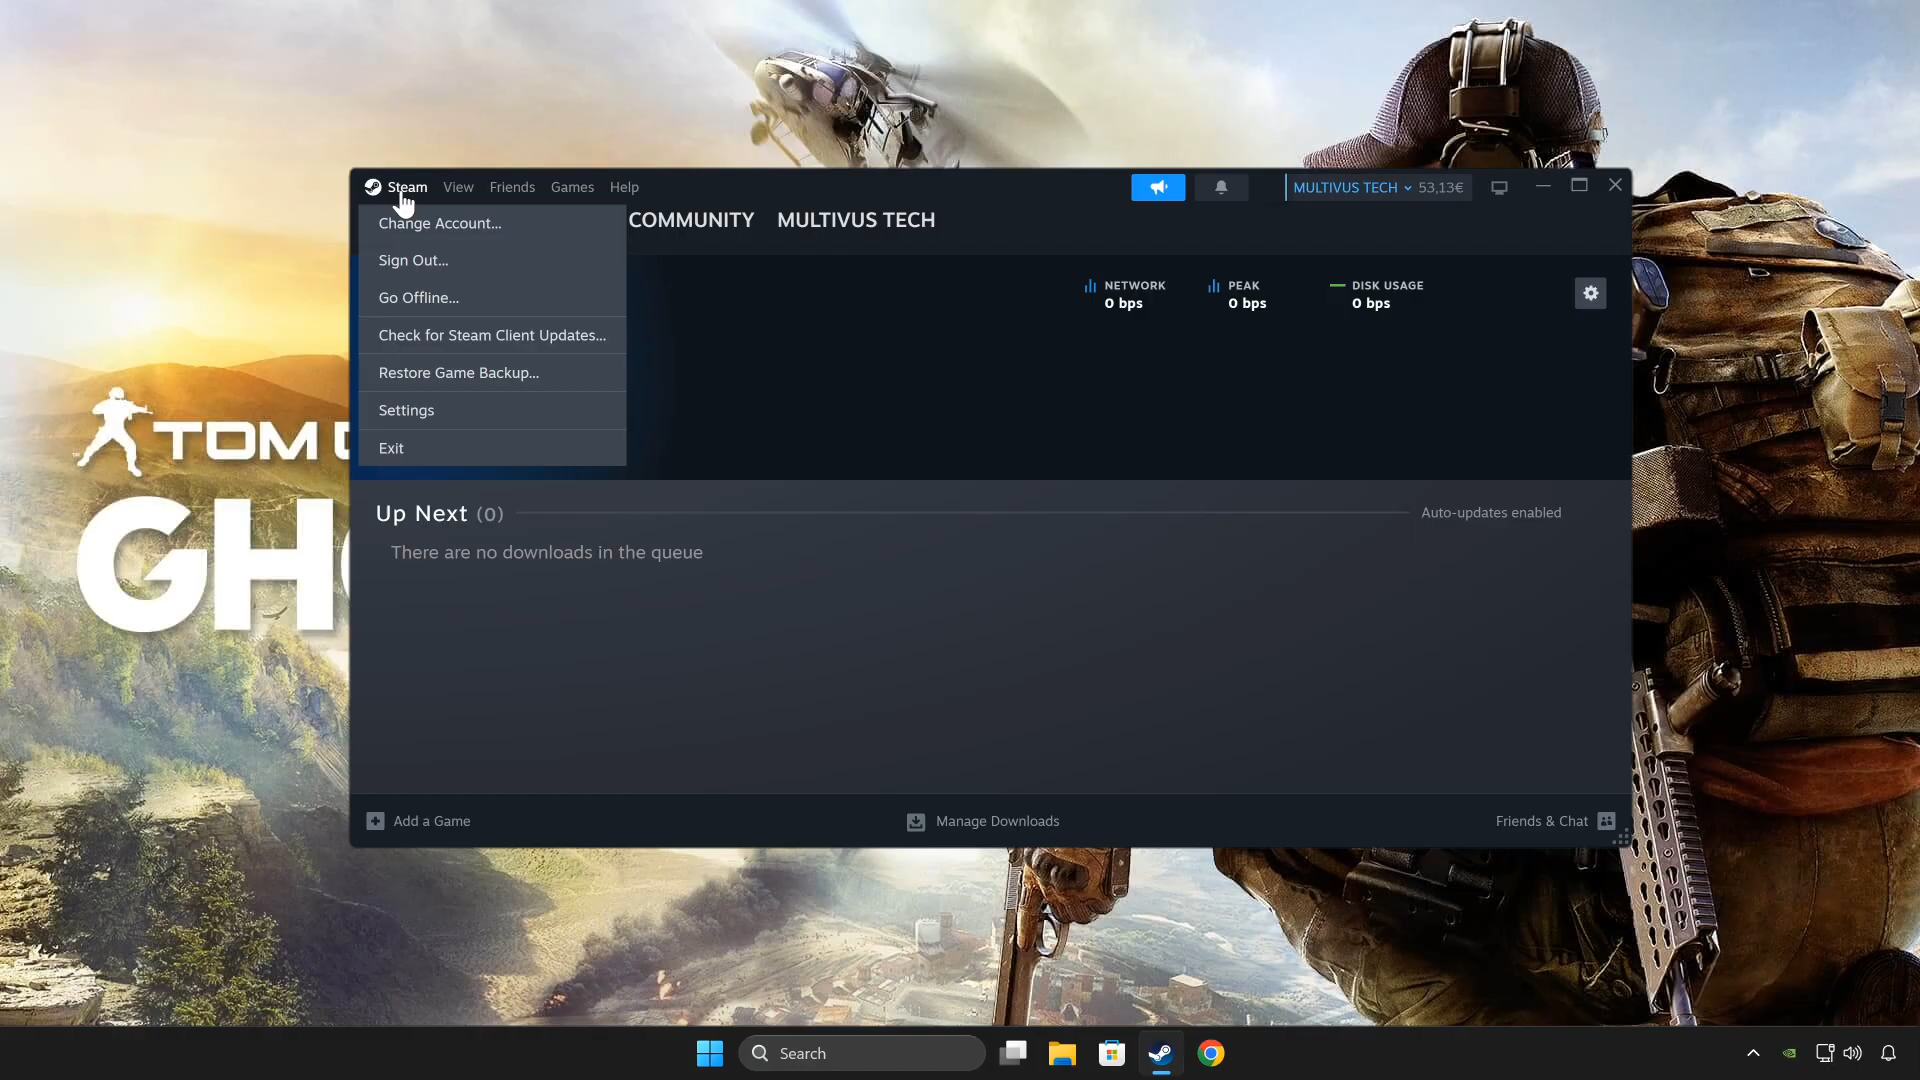 Steam View Friends Games Help
MULTIVUS TECH 53,13€
Change Account...
COMMUNITY MULTIVUS TECH
Sign Out...
Go Offline...
NETWORK
0 bps
PEAK
0 bps
DISK USAGE
0 bps
Check for Steam Client Updates...
Restore Game Backup...
Settings
Exit
TOM
GH
Up Next (0)
Auto-updates enabled
There are no downloads in the queue
Add a Game
Manage Downloads
Friends & Chat
Search